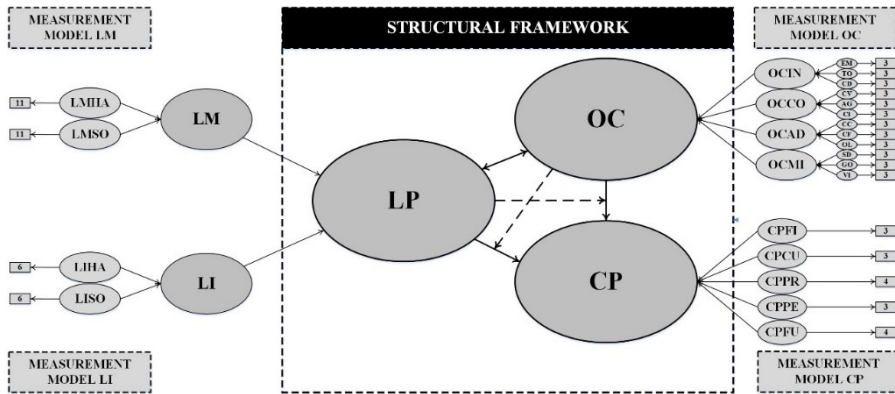 MEASUREMENT
MODEL LM
STRUCTURAL FRAMEWORK
MEASUREMENT
MODEL OC
11
LMHA
11
LMSO
LM
LP
OC
CP
6
LIHA
6
LISO
LI
OCIN
OCCO
OCAD
OCMI
EM 3
TO 3
CD 3
CV 3
AG 3
CI 3
CC 3
CF 3
OL 3
SD 3
GO 3
VI 3
CPFI 3
CPCU 3
CPPR 4
CPPE 3
CPFU 4
MEASUREMENT
MODEL LI
MEASUREMENT
MODEL CP